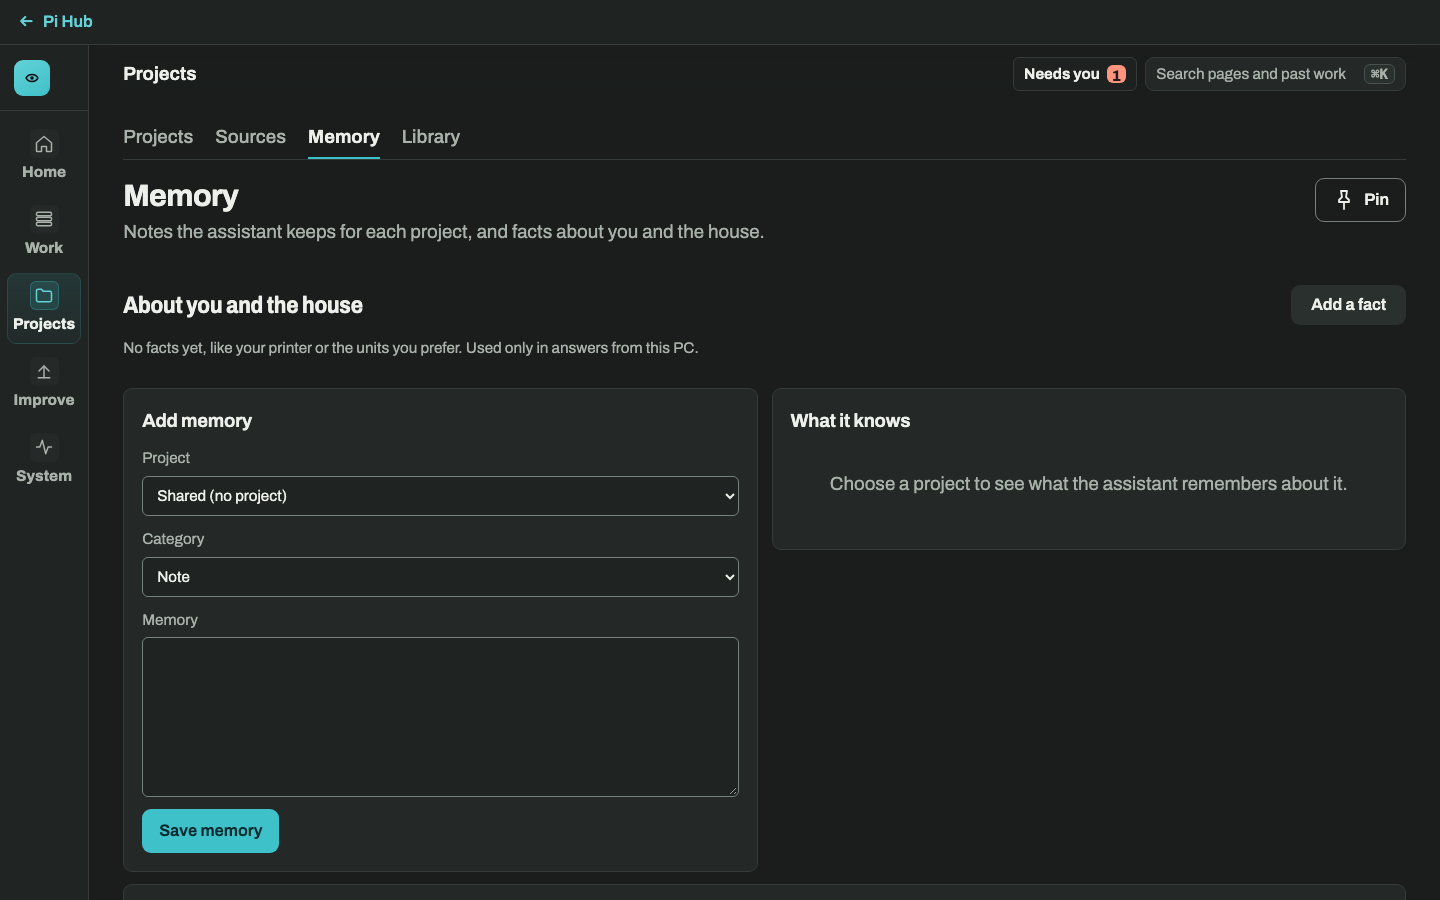 Pi Hub
Projects
Needs you 1
Search pages and past work ⌘K
Home
Work
Projects
Improve
System
Projects Sources Memory Library
Memory
Pin
Notes the assistant keeps for each project, and facts about you and the house.
About you and the house
Add a fact
No facts yet, like your printer or the units you prefer. Used only in answers from this PC.
Add memory
Project
Shared (no project)
Category
Note
Memory
Save memory
What it knows
Choose a project to see what the assistant remembers about it.